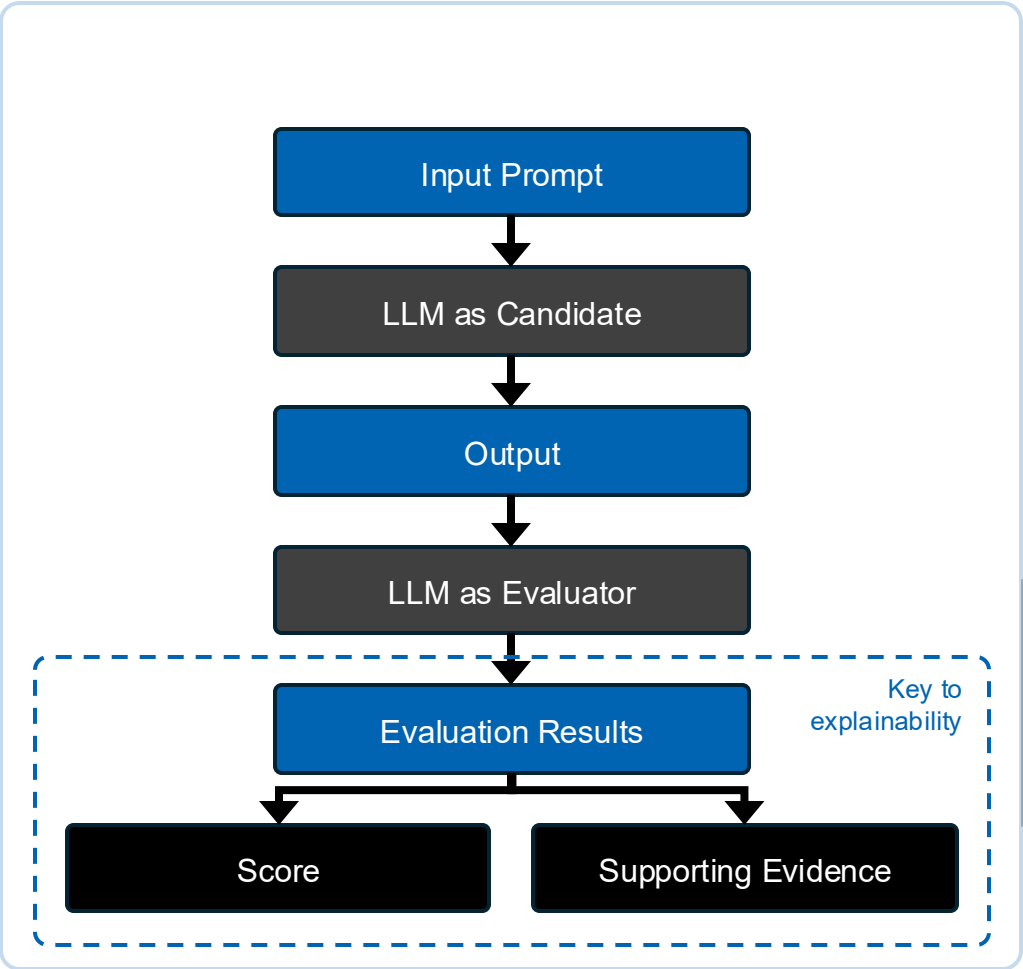 Input Prompt
LLM as Candidate
Output
LLM as Evaluator
Key to
explainability
Evaluation Results
Score
Supporting Evidence